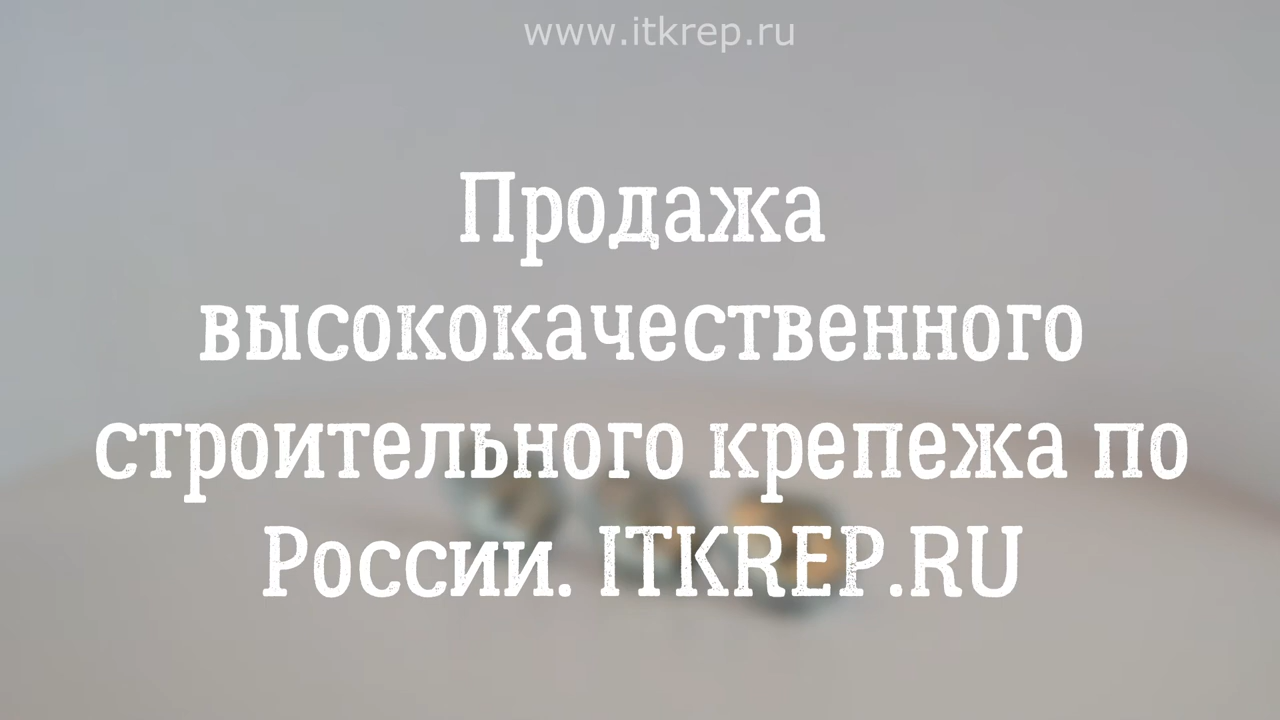 www.itkrep.ru
Продажа
высококачественного
строительного крепежа по
России. ITKREP.RU